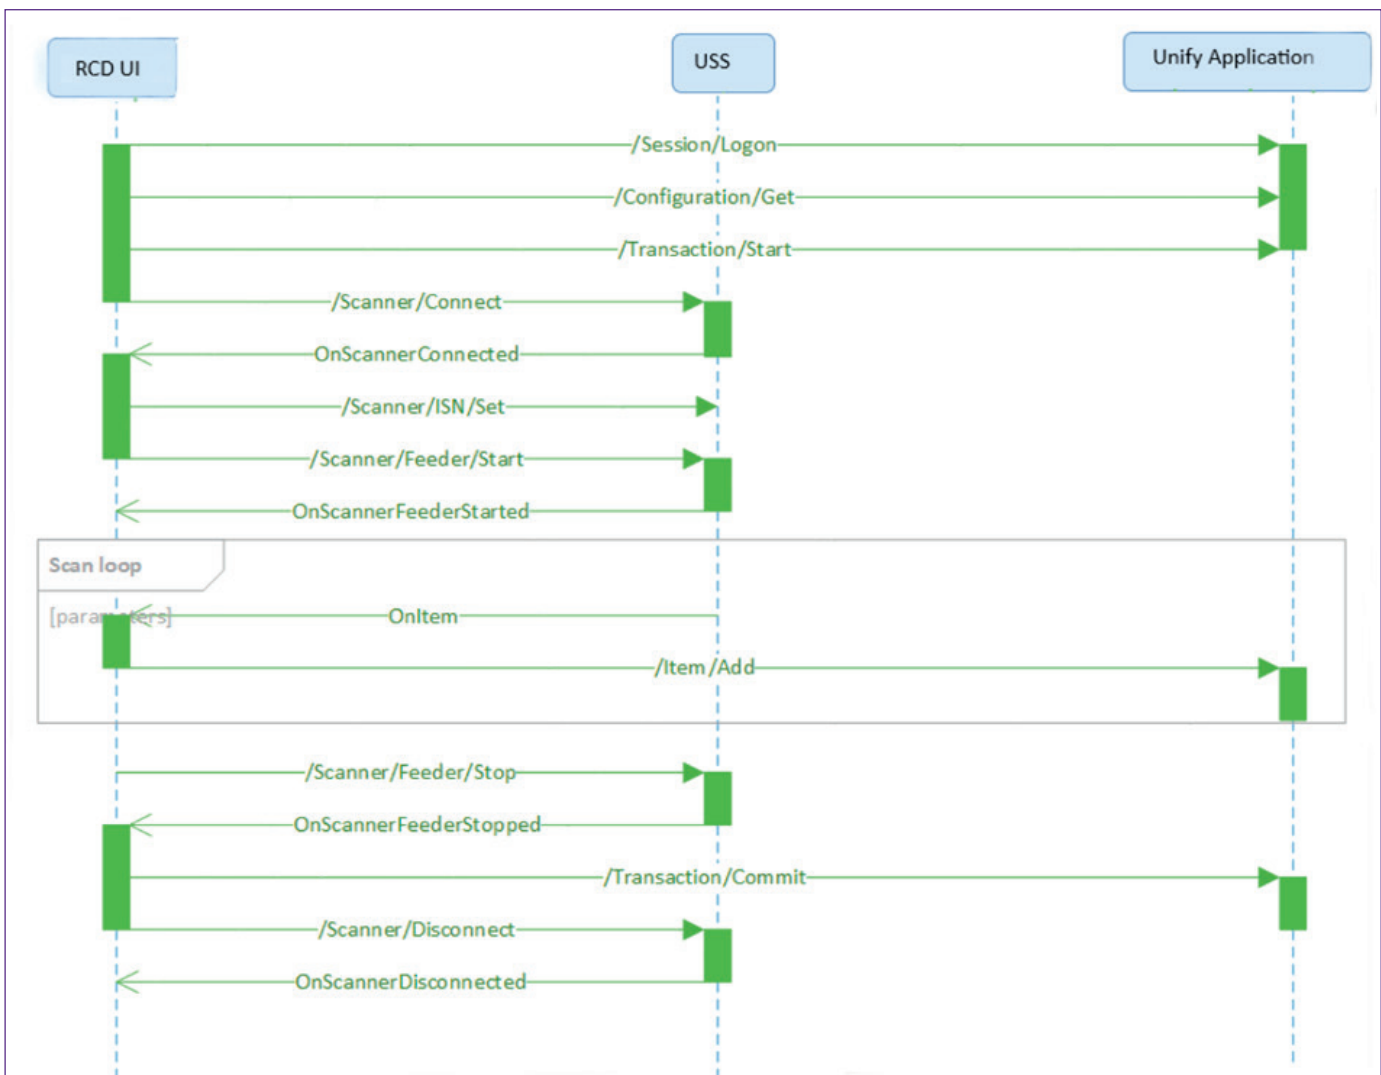 RCD UI
USS
Unify Application
/Session/Logon
/Configuration/Get
/Transaction/Start
/Scanner/Connect
OnScannerConnected
/Scanner/ISN/Set
/Scanner/Feeder/Start
OnScannerFeederStarted
Scan loop
[parameters]
OnItem
/Item/Add
/Scanner/Feeder/Stop
OnScannerFeederStopped
/Transaction/Commit
/Scanner/Disconnect
OnScannerDisconnected